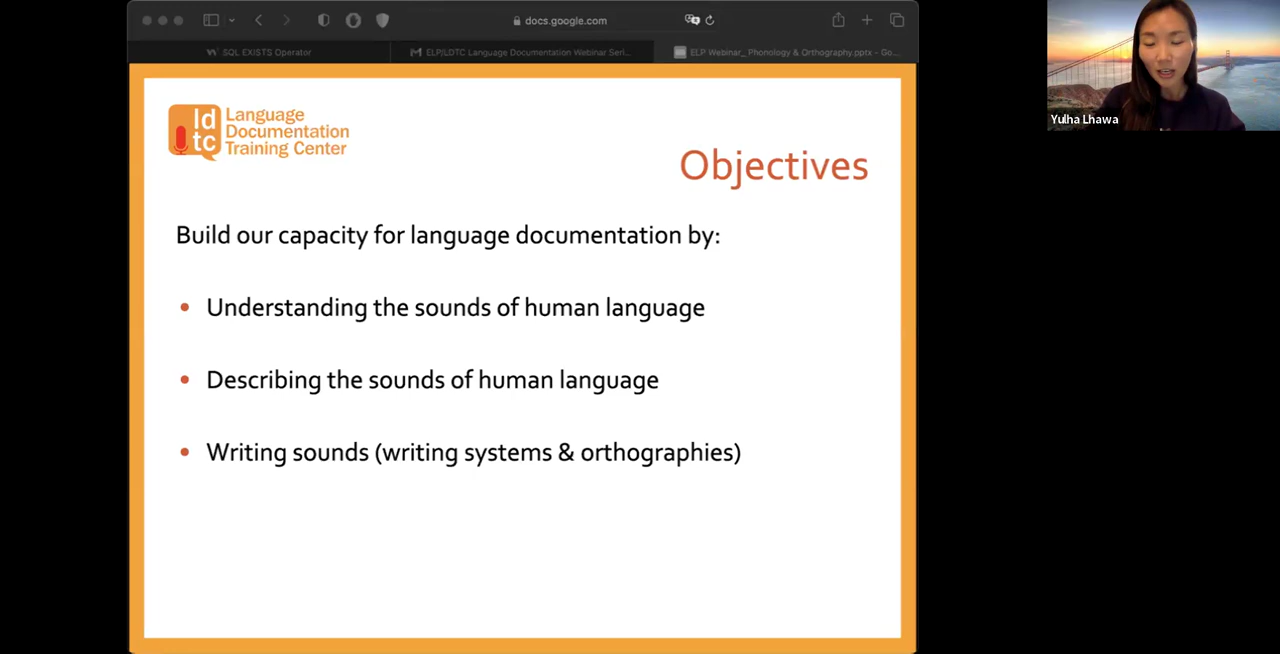 docs.google.com
SQL EXISTS Operator
ELP/LDTC Language Documentation Webinar Seri...
ELP Webinar_ Phonology & Orthography.pptx - Go...
Yulha Lhawa
ld
tc
Language
Documentation
Training Center
Objectives
Build our capacity for language documentation by:
• Understanding the sounds of human language
• Describing the sounds of human language
• Writing sounds (writing systems & orthographies)